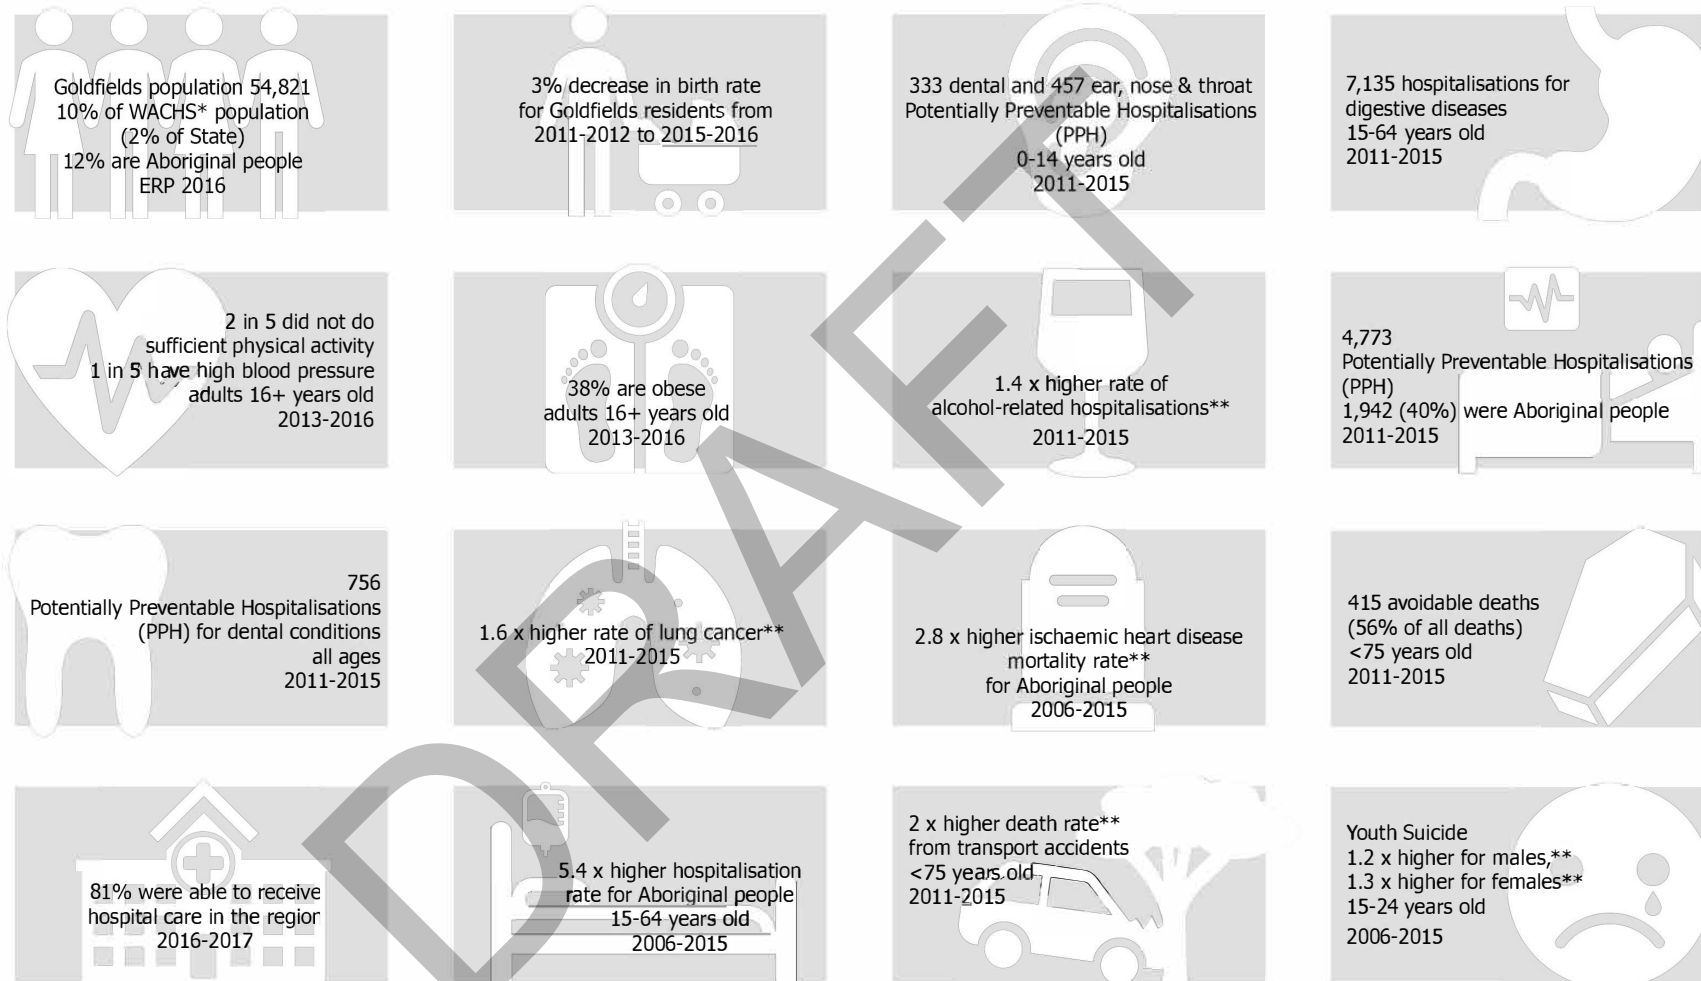 Goldfields population 54,821
10% of WACHS* population
(2% of State)
12% are Aboriginal people
ERP 2016
3% decrease in birth rate
for Goldfields residents from
2011-2012 to 2015-2016
333 dental and 457 ear, nose & throat
Potentially Preventable Hospitalisations
(PPH)
0-14 years old
2011-2015
7,135 hospitalisations for
digestive diseases
15-64 years old
2011-2015
2 in 5 did not do
sufficient physical activity
1 in 5 have high blood pressure
adults 16+ years old
2013-2016
38% are obese
adults 16+ years old
2013-2016
1.4 x higher rate of
alcohol-related hospitalisations**
2011-2015
4,773
Potentially Preventable Hospitalisations
(PPH)
1,942 (40%) were Aboriginal people
2011-2015
756
Potentially Preventable Hospitalisations
(PPH) for dental conditions
all ages
2011-2015
1.6 x higher rate of lung cancer**
2011-2015
2.8 x higher ischaemic heart disease
mortality rate**
for Aboriginal people
2006-2015
415 avoidable deaths
(56% of all deaths)
<75 years old
2011-2015
81% were able to receive
hospital care in the region
2016-2017
5.4 x higher hospitalisation
rate for Aboriginal people
15-64 years old
2006-2015
2 x higher death rate**
from transport accidents
<75 years old
2011-2015
Youth Suicide
1.2 x higher for males,**
1.3 x higher for females**
15-24 years old
2006-2015
DRAFT